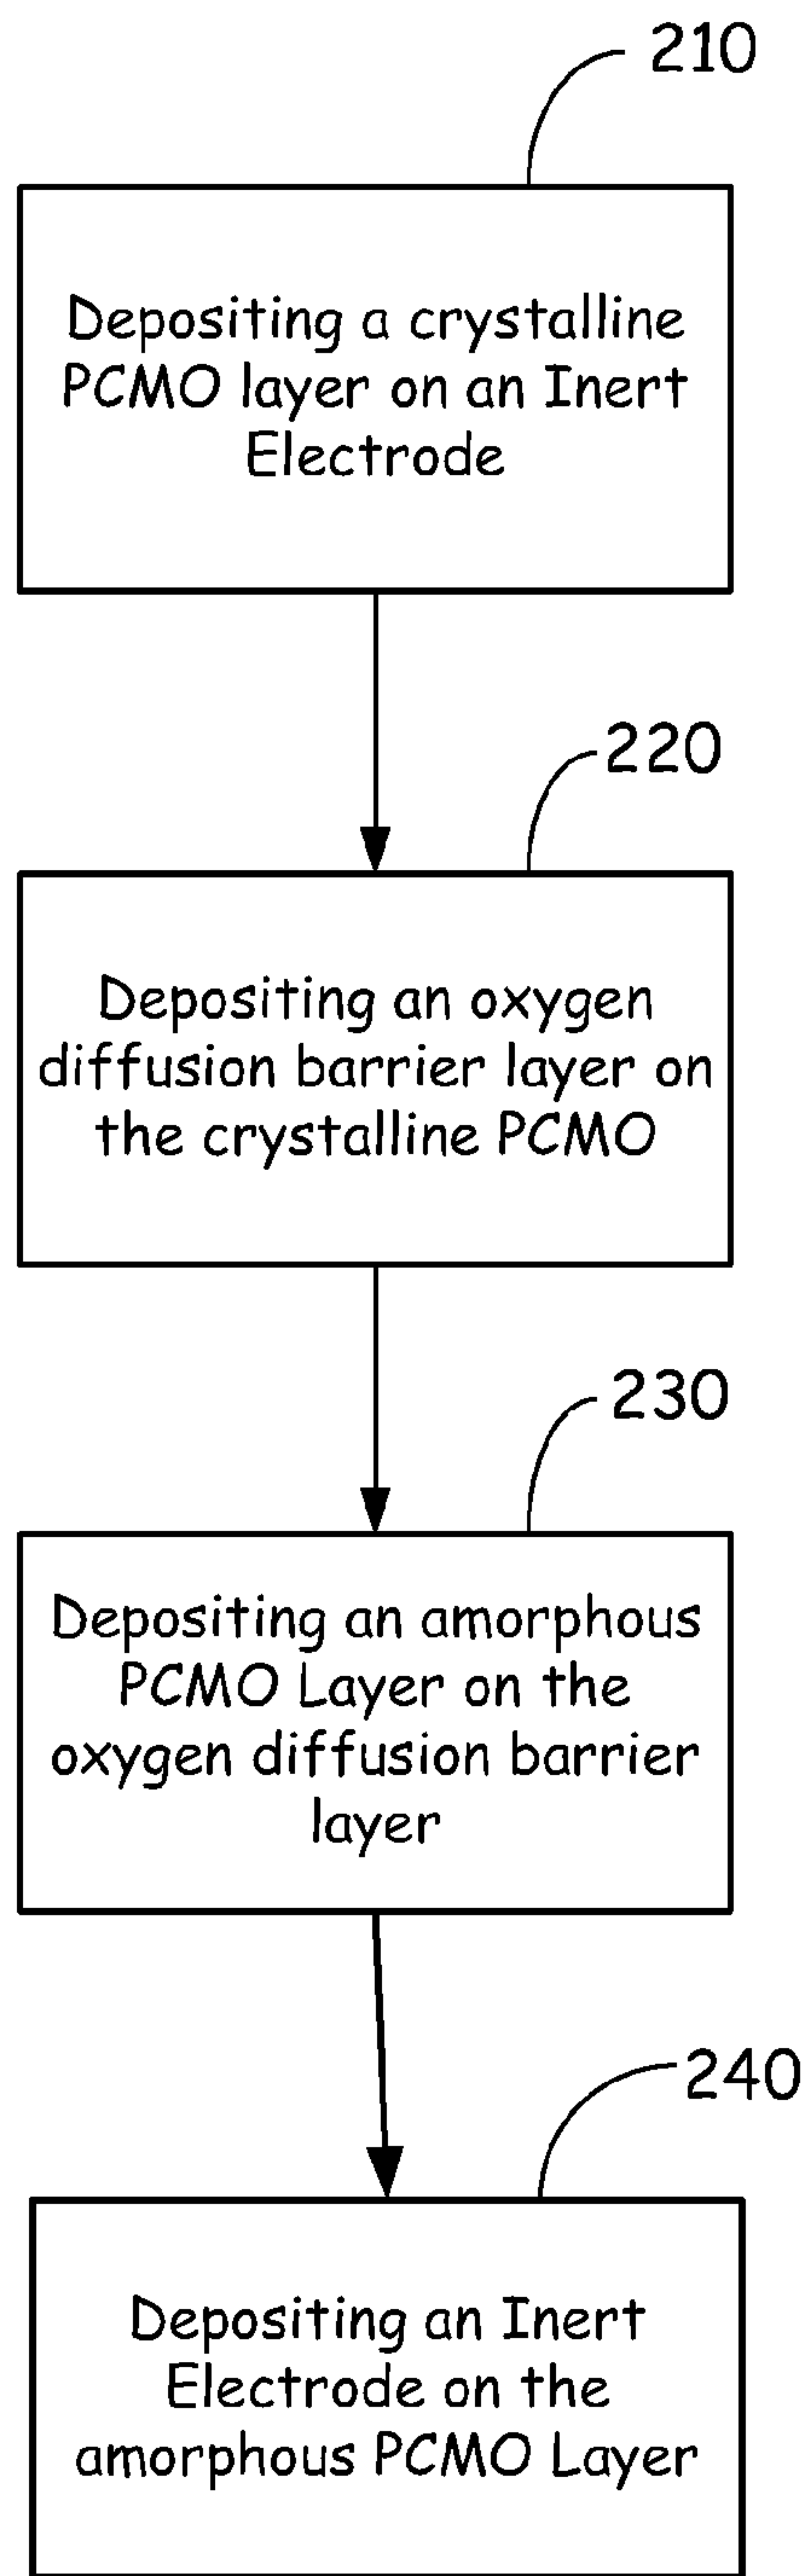 210
Depositing a crystalline
PCMO layer on an Inert
Electrode
220
Depositing an oxygen
diffusion barrier layer on
the crystalline PCMO
230
Depositing an amorphous
PCMO Layer on the
oxygen diffusion barrier
layer
240
Depositing an Inert
Electrode on the
amorphous PCMO Layer